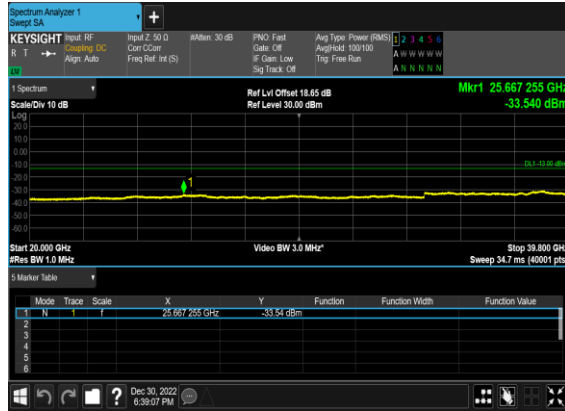 Spectrum Analyzer 1
Swept SA
+
KEYSIGHT Input: RF Input Z: 50 Ω #Atten: 30 dB PNO: Fast Avg Type: Power (RMS) 1 2 3 4 5 6
R T Coupling: DC Corr CCorr Gate: Off Avg|Hold: 100/100 A W W W W W
Align: Auto Freq Ref: Int (S) IF Gain: Low Trig: Free Run
Sig Track: Off A N N N N N
1 Spectrum Ref Lvl Offset 18.65 dB Mkr1 25.667 255 GHz
Scale/Div 10 dB Ref Level 30.00 dBm -33.540 dBm
Log
20.0
10.0
0.00
DL1 -13.00 dBm
-10.0
-20.0
1
-30.0
-40.0
-50.0
-60.0
Start 20.000 GHz Video BW 3.0 MHz* Stop 39.800 GHz
#Res BW 1.0 MHz Sweep 34.7 ms (40001 pts)
5 Marker Table
Mode Trace Scale X Y Function Function Width Function Value
1 N 1 f 25.667 255 GHz -33.54 dBm
2
3
4
5
6
? Dec 30, 2022
6:39:07 PM